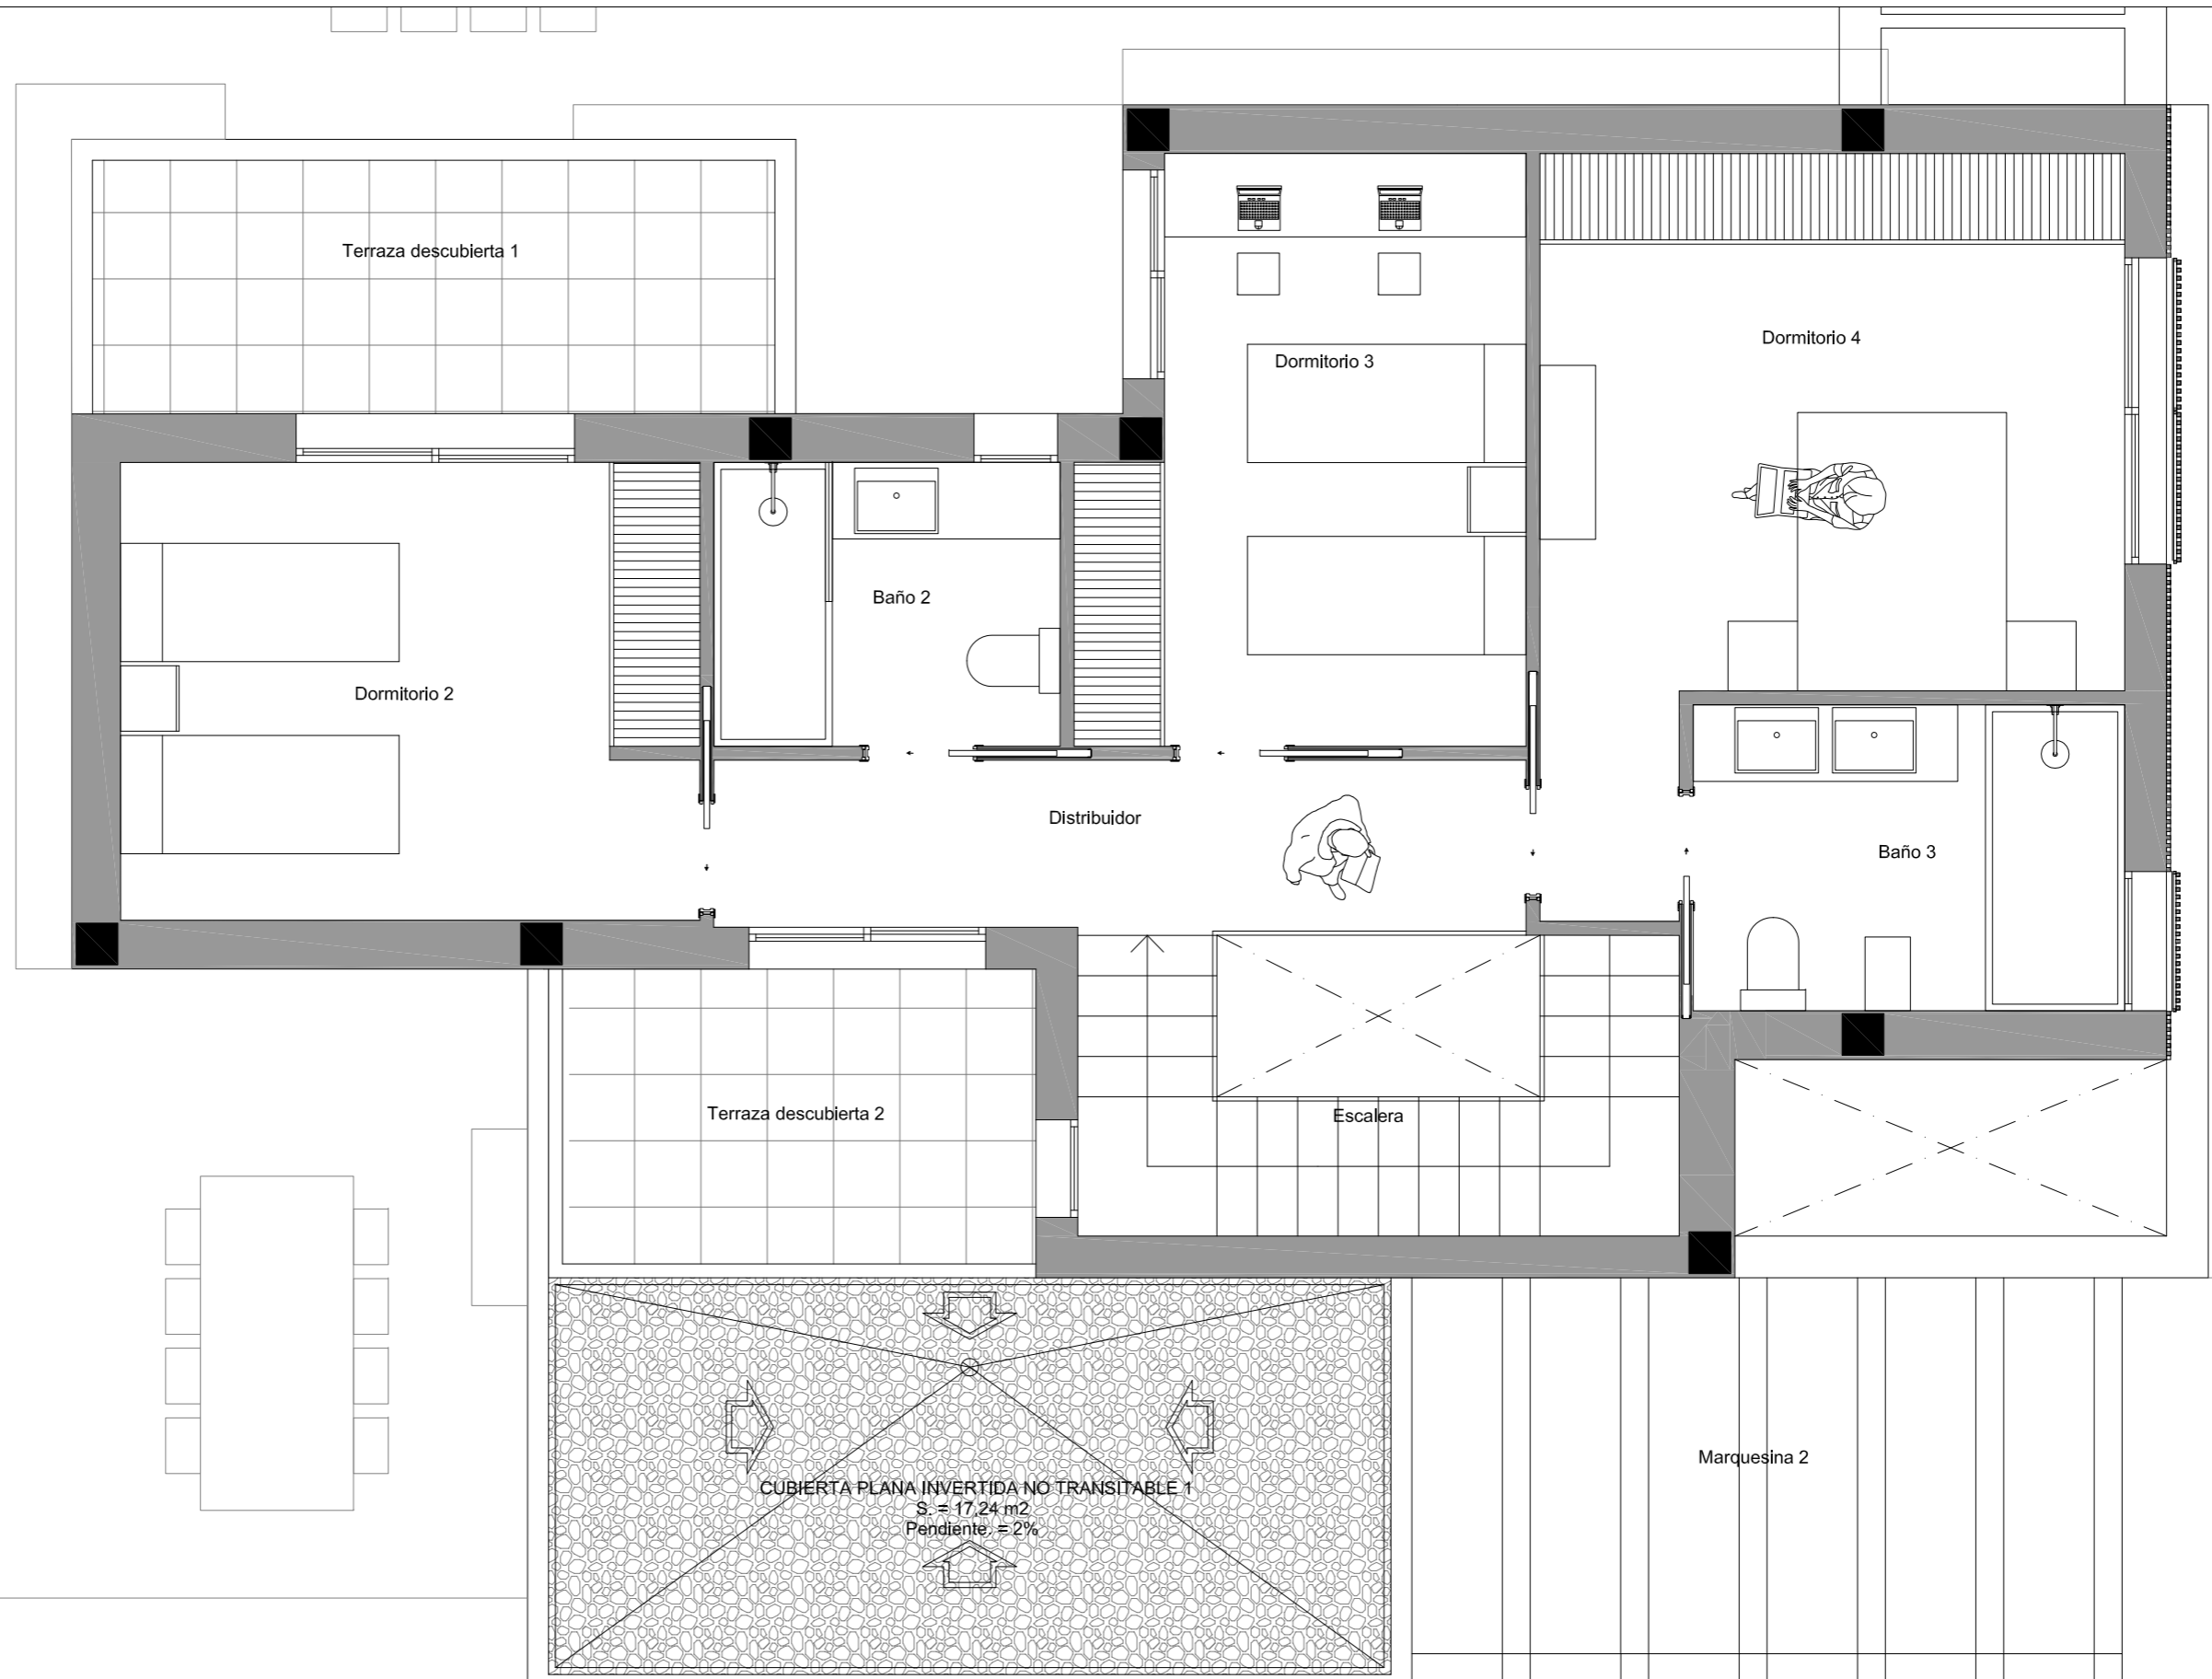 Terraza descubierta 1
Dormitorio 4
Dormitorio 3
Baño 2
Dormitorio 2
Distribuidor
Baño 3
Terraza descubierta 2
Escalera
Marquesina 2
CUBIERTA PLANA INVERTIDA NO TRANSITABLE 1
S. = 17,24 m2
Pendiente. = 2%